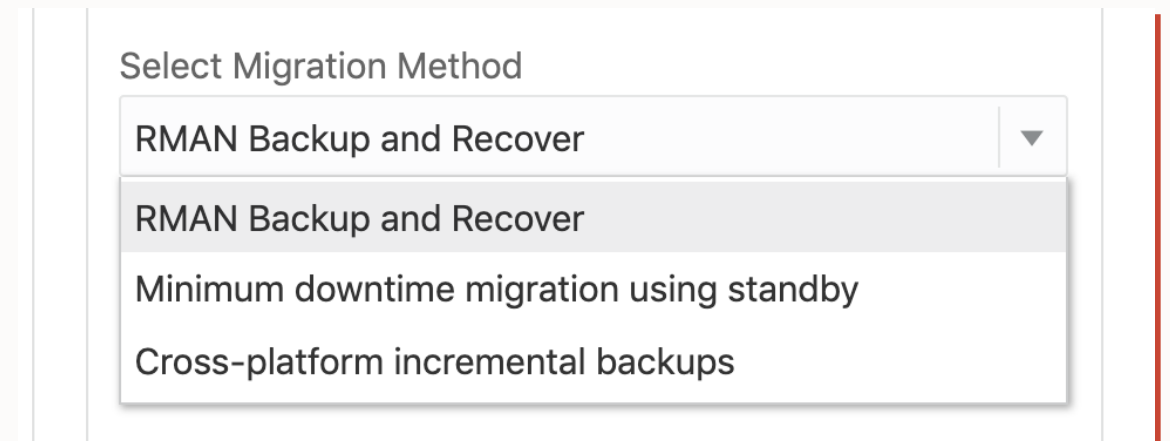 Select Migration Method
RMAN Backup and Recover
RMAN Backup and Recover
Minimum downtime migration using standby
Cross-platform incremental backups